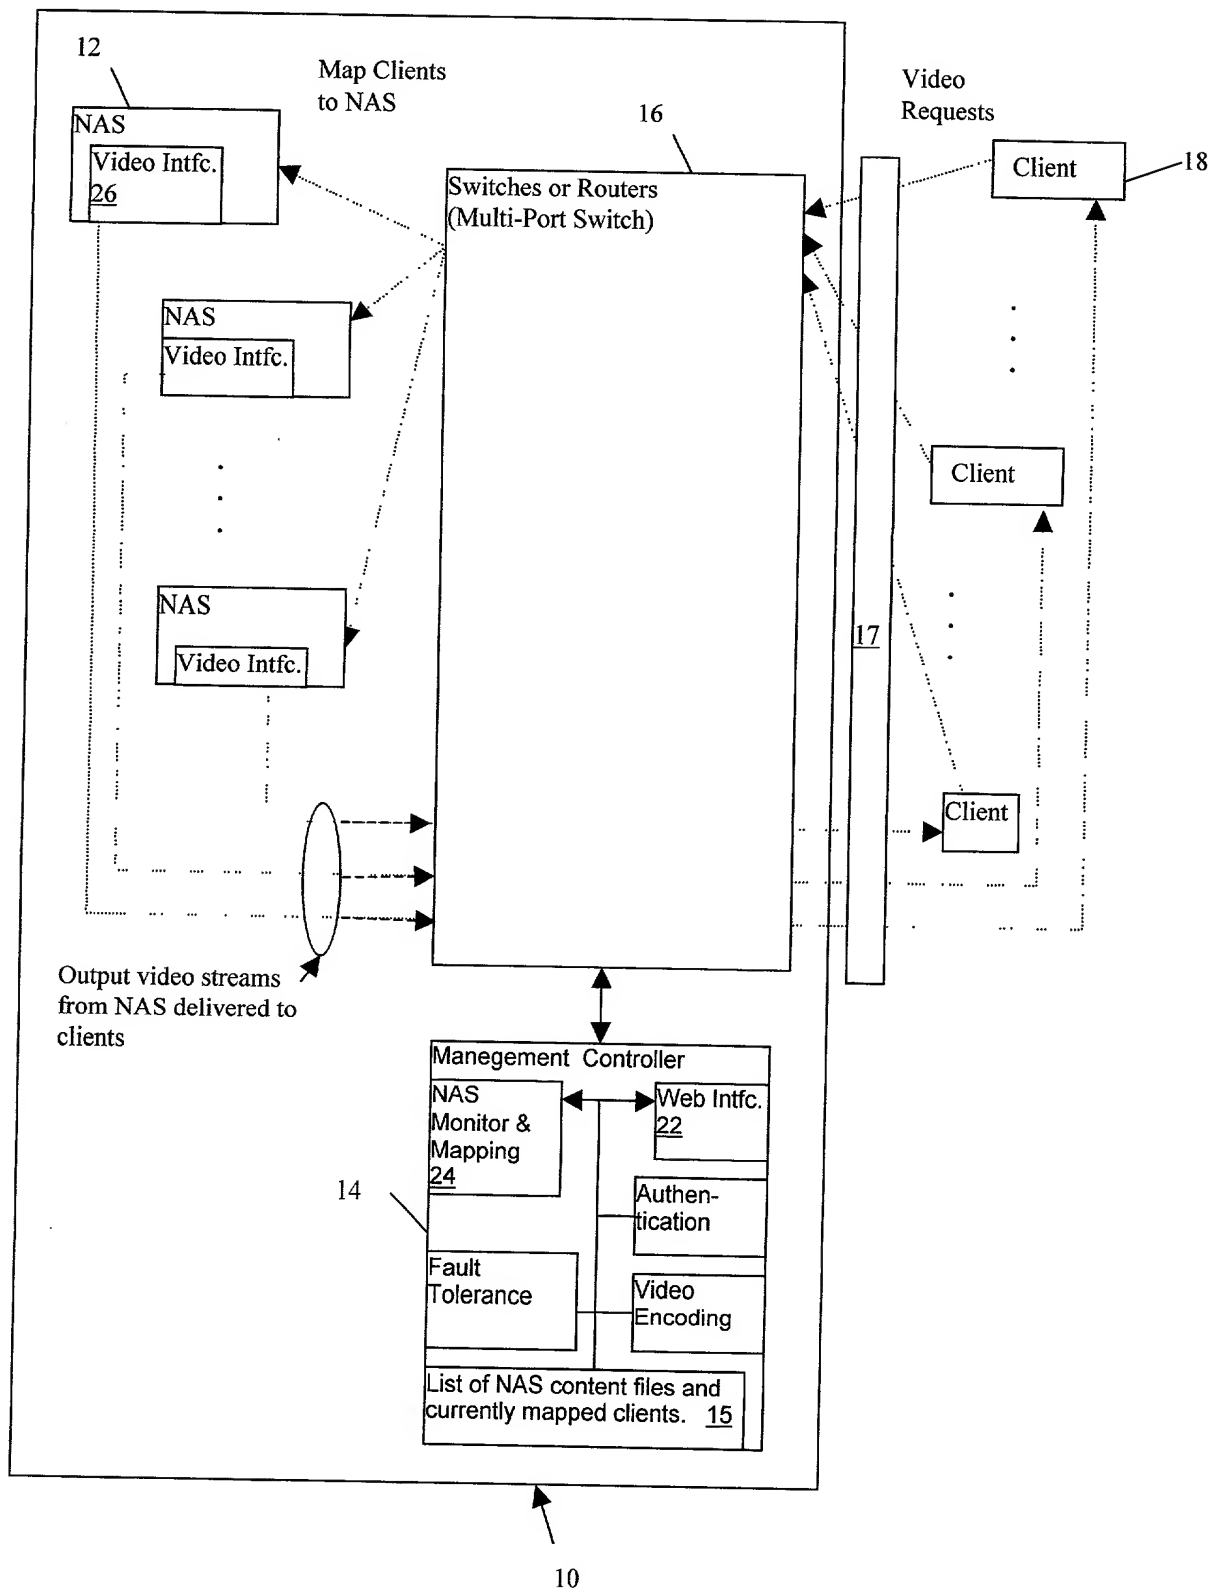 12
Map Clients
to NAS
NAS
Video Intfc.
26
16
Video
Requests
Client
18
Switches or Routers
(Multi-Port Switch)
NAS
Video Intfc.
Client
NAS
Video Intfc.
17
Client
Output video streams
from NAS delivered to
clients
Manegement Controller
NAS
Monitor &
Mapping
24
Web Intfc.
22
14
Authen-
tication
Fault
Tolerance
Video
Encoding
List of NAS content files and
currently mapped clients. 15
10